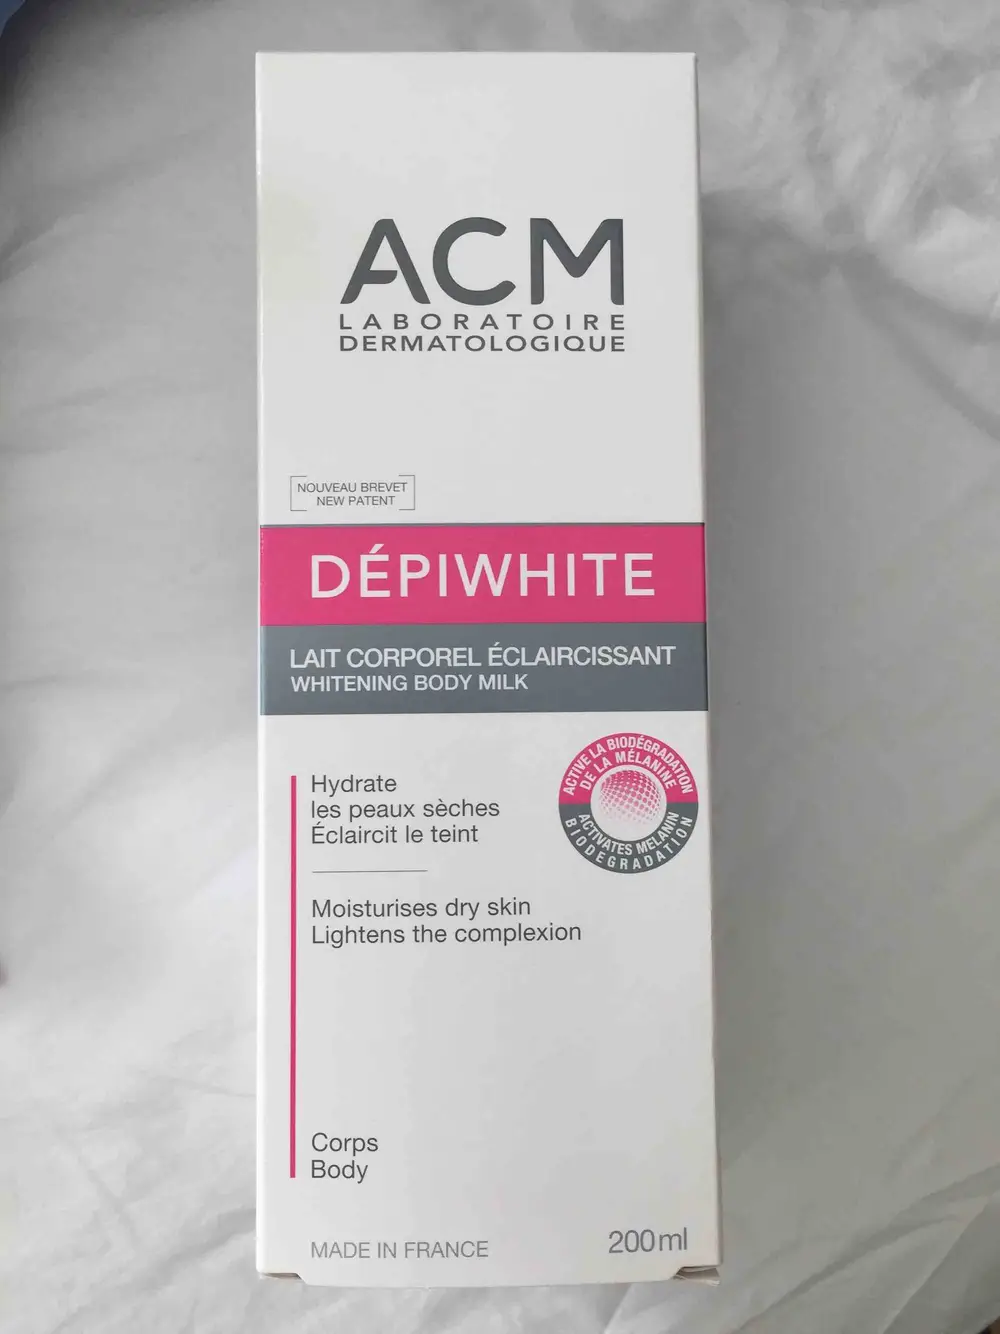 ACM
LABORATOIRE
DERMATOLOGIQUE
NOUVEAU BREVET
NEW PATENT
DÉPIWHITE
LAIT CORPOREL ÉCLAIRCISSANT
WHITENING BODY MILK
ACTIVE LA BIODÉGRADATION
DE LA MÉLANINE
ACTIVATES MELANIN
BIODEGRADATION
Hydrate
les peaux sèches
Éclaircit le teint
Moisturises dry skin
Lightens the complexion
Corps
Body
MADE IN FRANCE
200ml